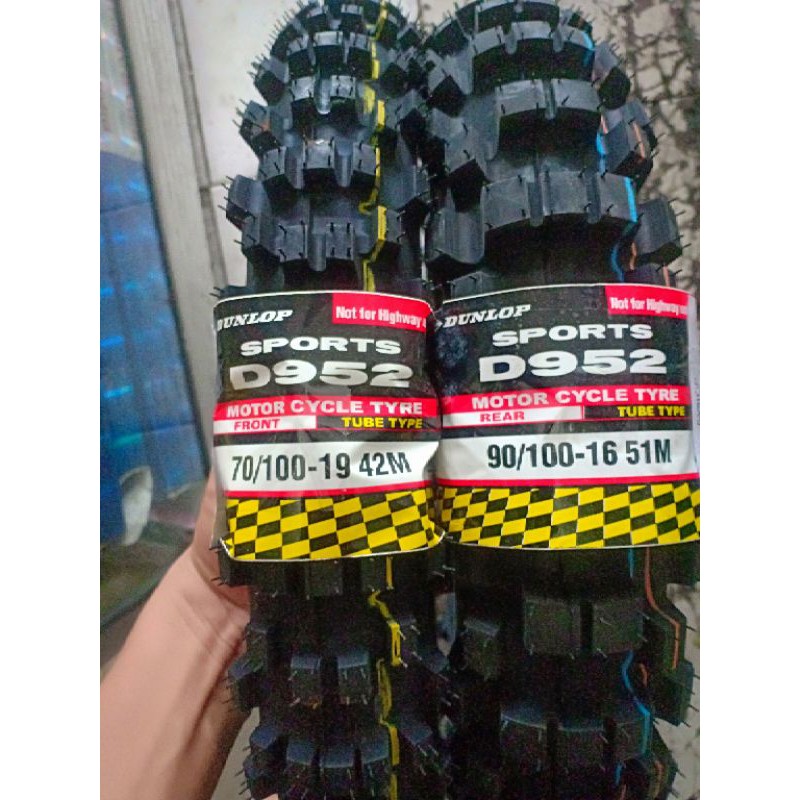 DUNLOP
Not for Highway
SPORTS
D952
MOTOR CYCLE TYRE
FRONT
TUBE TYPE
70/100-19 42M
DUNLOP
Not for Highway
SPORTS
D952
MOTOR CYCLE TYRE
REAR
TUBE TYPE
90/100-16 51M